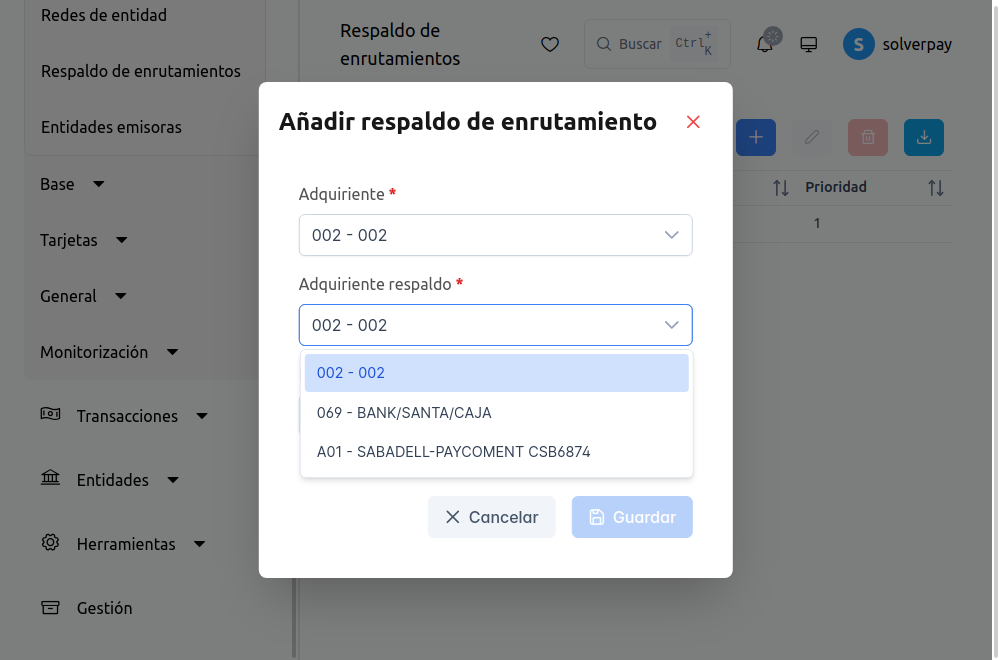 Redes de entidad
Respaldo de enrutamientos
Entidades emisoras
Base
Tarjetas
General
Monitorización
Transacciones
Entidades
Herramientas
Gestión
Respaldo de
enrutamientos
Buscar
Ctrl+
K
S
solverpay
Prioridad
1
Añadir respaldo de enrutamiento
Adquiriente *
002 - 002
Adquiriente respaldo *
002 - 002
002 - 002
069 - BANK/SANTA/CAJA
A01 - SABADELL-PAYCOMENT CSB6874
Cancelar
Guardar